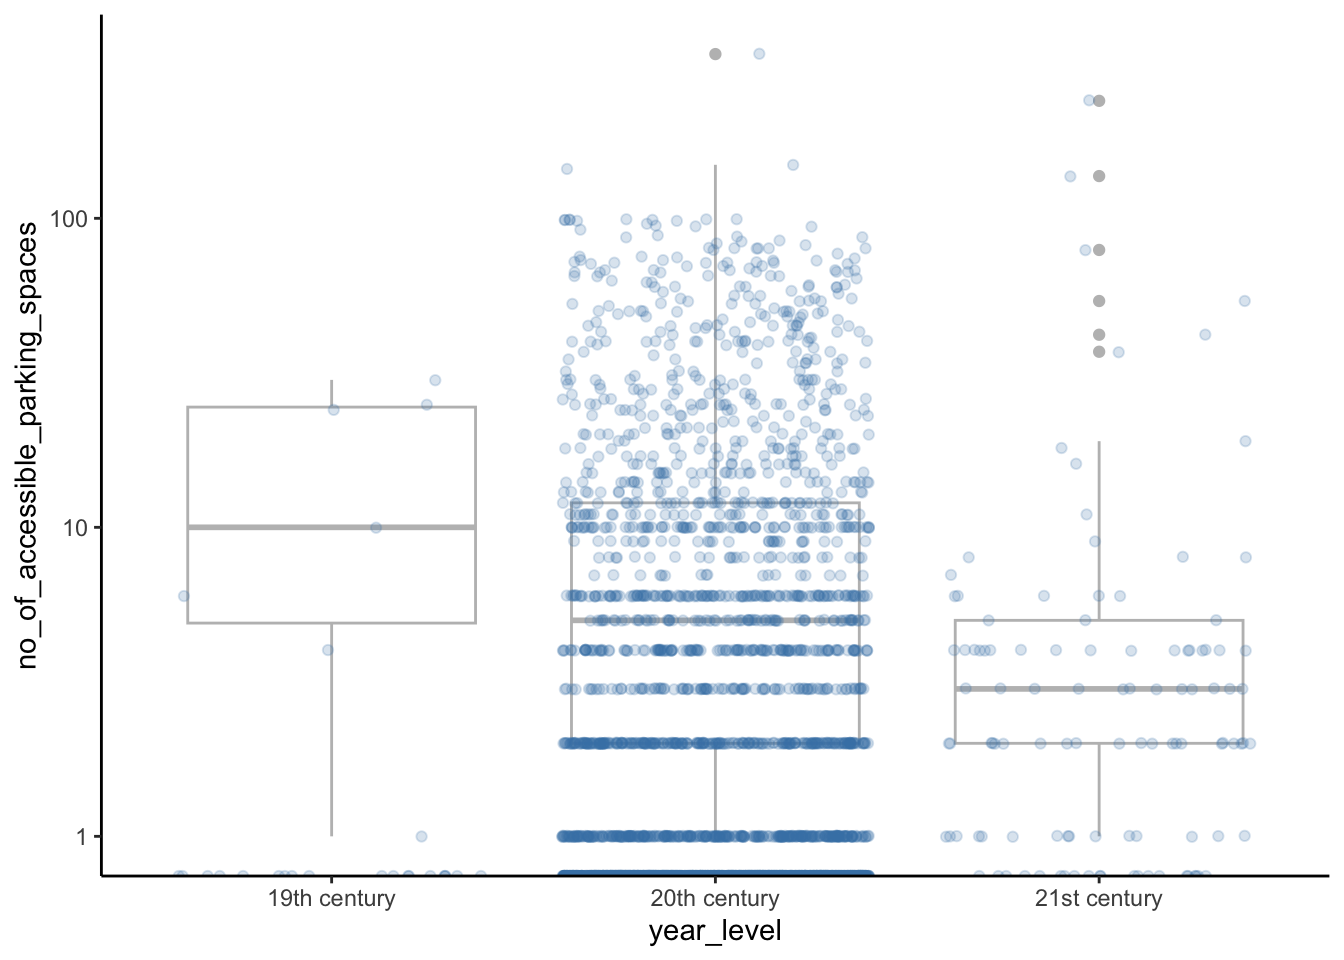 no_of_accessible_parking_spaces
100
10
1
19th century
20th century
21st century
year_level